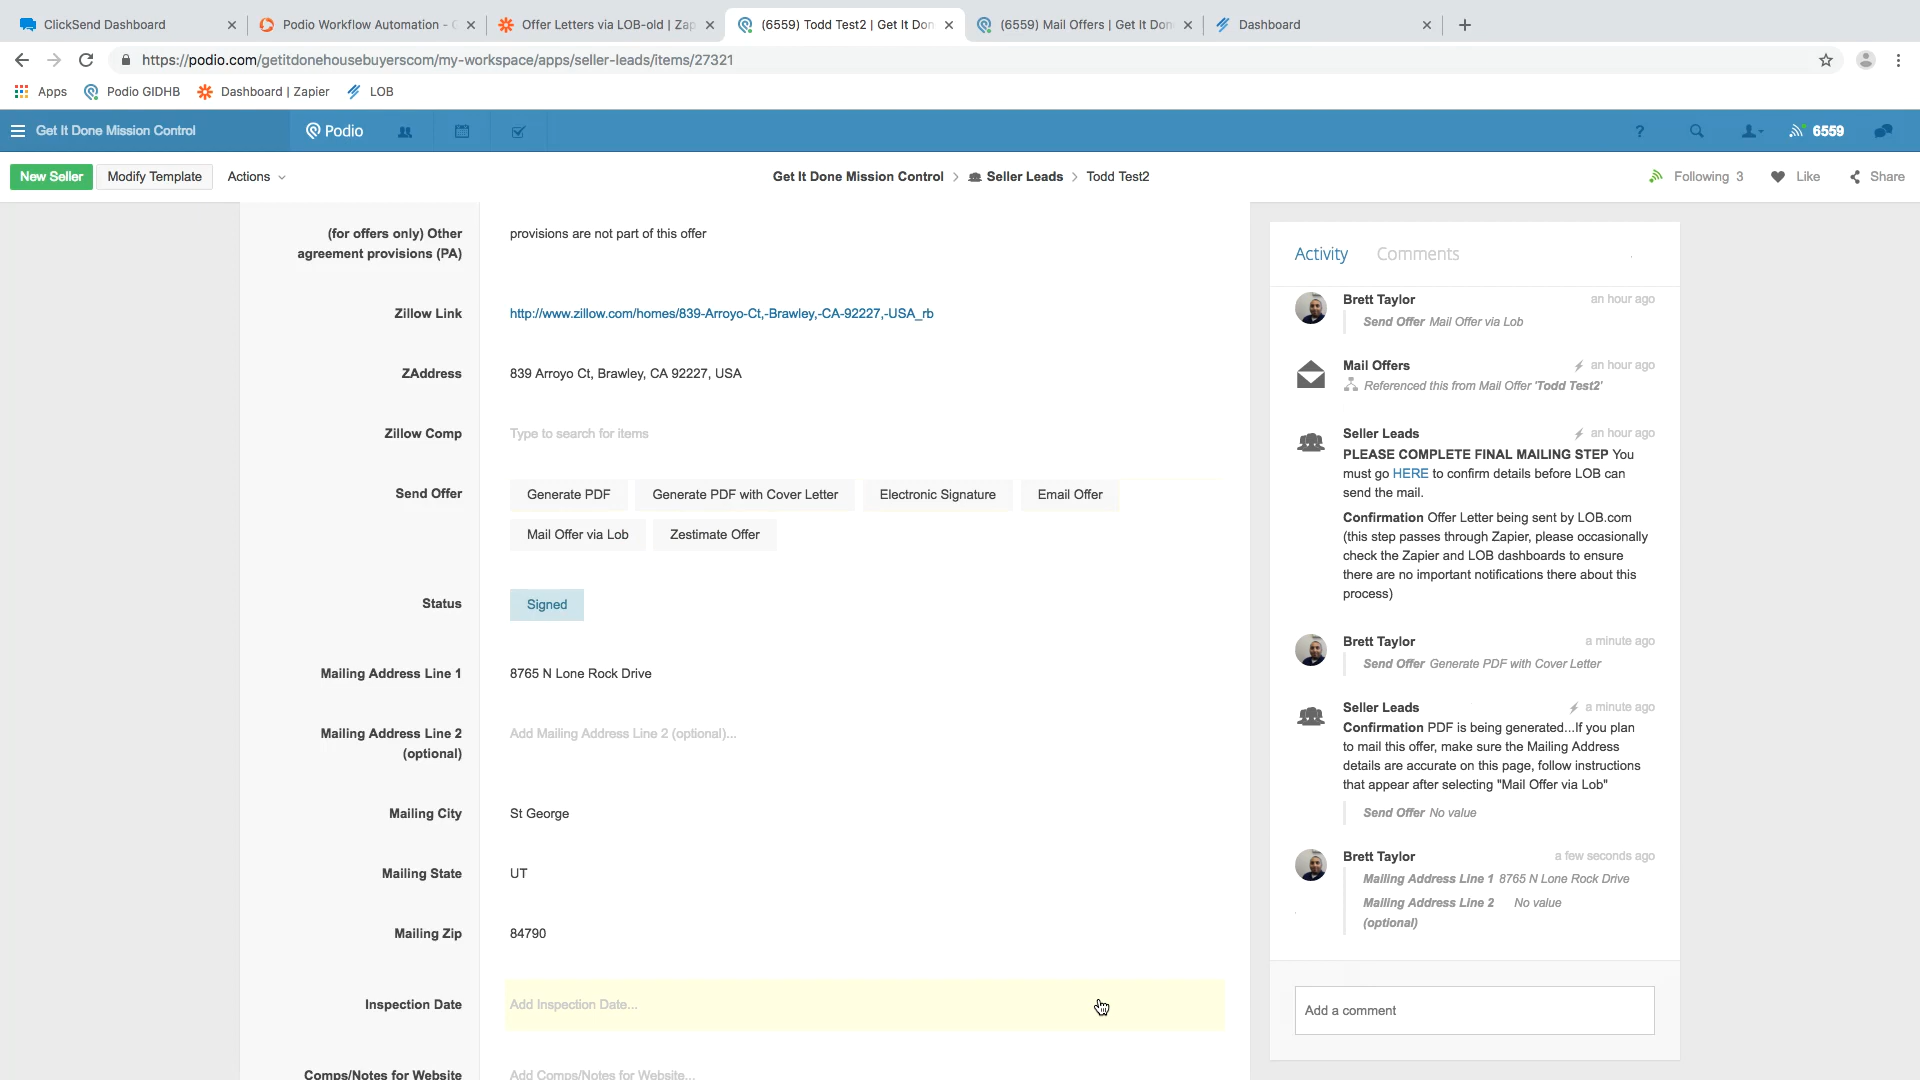 ClickSend Dashboard
Podio Workflow Automation - G
Offer Letters via LOB-old | Zap
(6559) Todd Test2 | Get It Don
(6559) Mail Offers | Get It Don
Dashboard
https://podio.com/getitdonehousebuyerscom/my-workspace/apps/seller-leads/items/27321
Apps
Podio GIDHB
Dashboard | Zapier
LOB
Get It Done Mission Control
Podio
?
6559
New Seller
Modify Template
Actions
Get It Done Mission Control > Seller Leads > Todd Test2
Following 3
Like
Share
(for offers only) Other
agreement provisions (PA)
provisions are not part of this offer
Zillow Link
http://www.zillow.com/homes/839-Arroyo-Ct,-Brawley,-CA-92227,-USA_rb
ZAddress
839 Arroyo Ct, Brawley, CA 92227, USA
Zillow Comp
Type to search for items
Send Offer
Generate PDF
Generate PDF with Cover Letter
Electronic Signature
Email Offer
Mail Offer via Lob
Zestimate Offer
Status
Signed
Mailing Address Line 1
8765 N Lone Rock Drive
Mailing Address Line 2
(optional)
Add Mailing Address Line 2 (optional)...
Mailing City
St George
Mailing State
UT
Mailing Zip
84790
Inspection Date
Add Inspection Date...
Comps/Notes for Website
Add Comps/Notes for Website...
Activity
Comments
Brett Taylor
an hour ago
Send Offer Mail Offer via Lob
Mail Offers
an hour ago
Referenced this from Mail Offer 'Todd Test2'
Seller Leads
an hour ago
PLEASE COMPLETE FINAL MAILING STEP You
must go HERE to confirm details before LOB can
send the mail.
Confirmation Offer Letter being sent by LOB.com
(this step passes through Zapier, please occasionally
check the Zapier and LOB dashboards to ensure
there are no important notifications there about this
process)
Brett Taylor
a minute ago
Send Offer Generate PDF with Cover Letter
Seller Leads
a minute ago
Confirmation PDF is being generated...If you plan
to mail this offer, make sure the Mailing Address
details are accurate on this page, follow instructions
that appear after selecting "Mail Offer via Lob"
Send Offer No value
Brett Taylor
a few seconds ago
Mailing Address Line 1 8765 N Lone Rock Drive
Mailing Address Line 2 No value
(optional)
Add a comment